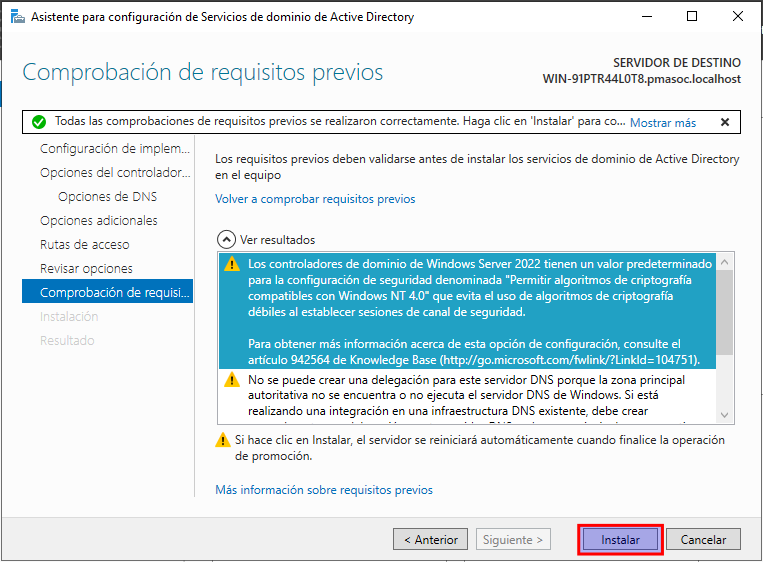 Asistente para configuración de Servicios de dominio de Active Directory
Comprobación de requisitos previos
SERVIDOR DE DESTINO
WIN-91PTR44L0T8.pmasoc.localhost
Todas las comprobaciones de requisitos previos se realizaron correctamente. Haga clic en 'Instalar' para co... Mostrar más
Configuración de implem...
Opciones del controlador...
Opciones de DNS
Opciones adicionales
Rutas de acceso
Revisar opciones
Comprobación de requisi...
Instalación
Resultado
Los requisitos previos deben validarse antes de instalar los servicios de dominio de Active Directory
en el equipo
Volver a comprobar requisitos previos
Ver resultados
Los controladores de dominio de Windows Server 2022 tienen un valor predeterminado
para la configuración de seguridad denominada "Permitir algoritmos de criptografía
compatibles con Windows NT 4.0" que evita el uso de algoritmos de criptografía
débiles al establecer sesiones de canal de seguridad.
Para obtener más información acerca de esta opción de configuración, consulte el
artículo 942564 de Knowledge Base (http://go.microsoft.com/fwlink/?LinkId=104751).
No se puede crear una delegación para este servidor DNS porque la zona principal
autoritativa no se encuentra o no ejecuta el servidor DNS de Windows. Si está
realizando una integración en una infraestructura DNS existente, debe crear
Si hace clic en Instalar, el servidor se reiniciará automáticamente cuando finalice la operación
de promoción.
Más información sobre requisitos previos
< Anterior
Siguiente >
Instalar
Cancelar